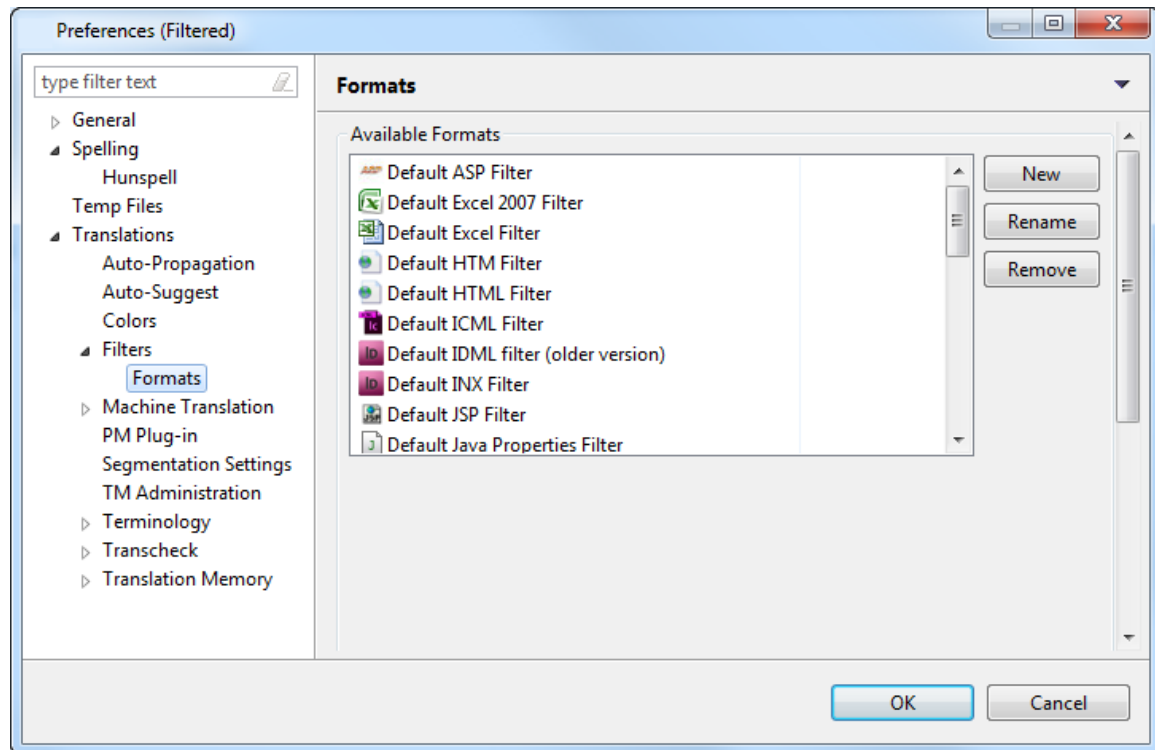 Preferences (Filtered)
type filter text
General
Spelling
Hunspell
Temp Files
Translations
Auto-Propagation
Auto-Suggest
Colors
Filters
Formats
Machine Translation
PM Plug-in
Segmentation Settings
TM Administration
Terminology
Transcheck
Translation Memory
Formats
Available Formats
Default ASP Filter
Default Excel 2007 Filter
Default Excel Filter
Default HTM Filter
Default HTML Filter
Default ICML Filter
Default IDML filter (older version)
Default INX Filter
Default JSP Filter
Default Java Properties Filter
New
Rename
Remove
OK
Cancel